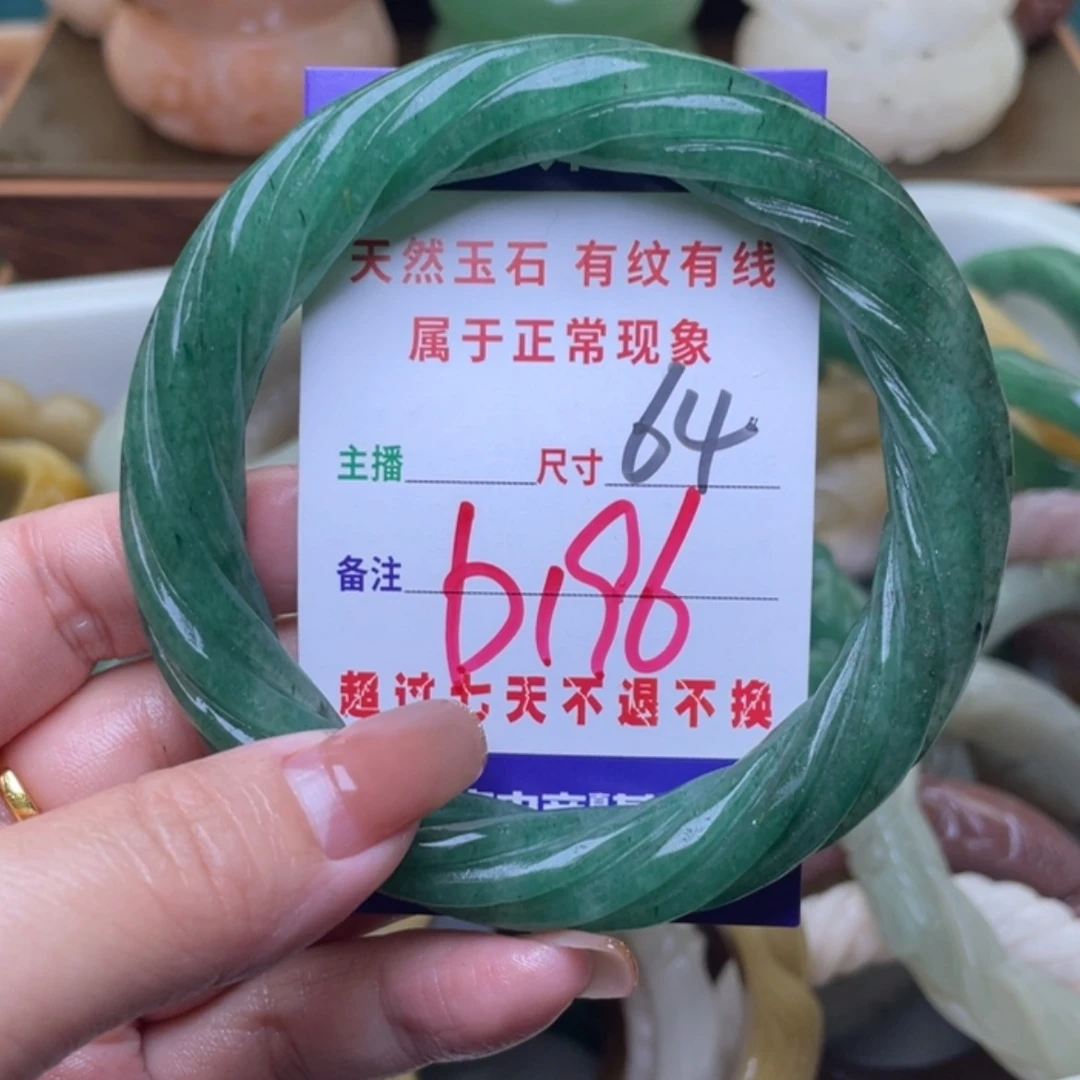 天然玉石 有纹有线
属于正常现象
主播 尺寸 64
备注 6196
超过七天不退不换